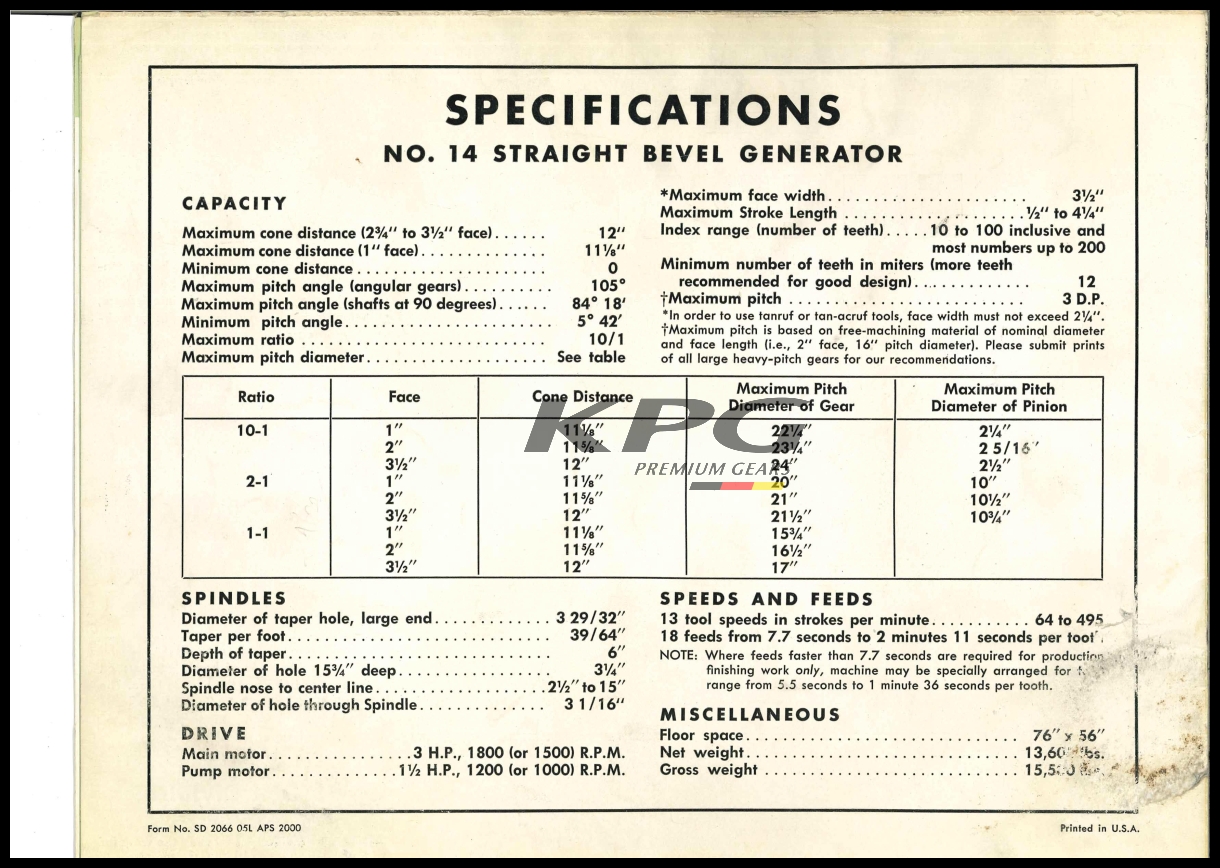 SPECIFICATIONS
NO. 14 STRAIGHT BEVEL GENERATOR
CAPACITY
Maximum cone distance (2¾" to 3½" face)...... 12"
Maximum cone distance (1" face).............. 11⅛"
Minimum cone distance...................... 0
Maximum pitch angle (angular gears).......... 105°
Maximum pitch angle (shafts at 90 degrees)...... 84° 18'
Minimum pitch angle........................ 5° 42'
Maximum ratio ............................ 10/1
Maximum pitch diameter..................... See table
*Maximum face width....................... 3½"
Maximum Stroke Length .....................½" to 4¼"
Index range (number of teeth).....10 to 100 inclusive and
most numbers up to 200
Minimum number of teeth in miters (more teeth
recommended for good design)............. 12
†Maximum pitch ........................... 3 D.P.
*In order to use tanruf or tan-acruf tools, face width must not exceed 2¼".
†Maximum pitch is based on free-machining material of nominal diameter
and face length (i.e., 2" face, 16" pitch diameter). Please submit prints
of all large heavy-pitch gears for our recommendations.
Ratio Face Cone Distance Maximum Pitch Diameter of Gear Maximum Pitch Diameter of Pinion
10-1 1" 11⅛" 22¼" 2¼"
2" 11⅝" 23¼" 2 5/16"
3½" 12" 24" 2½"
2-1 1" 11⅛" 20" 10"
2" 11⅝" 21" 10½"
3½" 12" 21½" 10¾"
1-1 1" 11⅛" 15¾"
2" 11⅝" 16½"
3½" 12" 17"
KPG
PREMIUM GEARS
SPINDLES
Diameter of taper hole, large end............. 3 29/32"
Taper per foot............................... 39/64"
Depth of taper.............................. 6"
Diameter of hole 15¾" deep.................. 3¼"
Spindle nose to center line....................2½" to 15"
Diameter of hole through Spindle............... 3 1/16"
DRIVE
Main motor................3 H.P., 1800 (or 1500) R.P.M.
Pump motor..............1½ H.P., 1200 (or 1000) R.P.M.
SPEEDS AND FEEDS
13 tool speeds in strokes per minute........... 64 to 495
18 feeds from 7.7 seconds to 2 minutes 11 seconds per toot
NOTE: Where feeds faster than 7.7 seconds are required for production
finishing work only, machine may be specially arranged for
range from 5.5 seconds to 1 minute 36 seconds per tooth.
MISCELLANEOUS
Floor space................................ 76" x 56"
Net weight................................
Gross weight .............................
Form No. SD 2066 05L APS 2000
Printed in U.S.A.